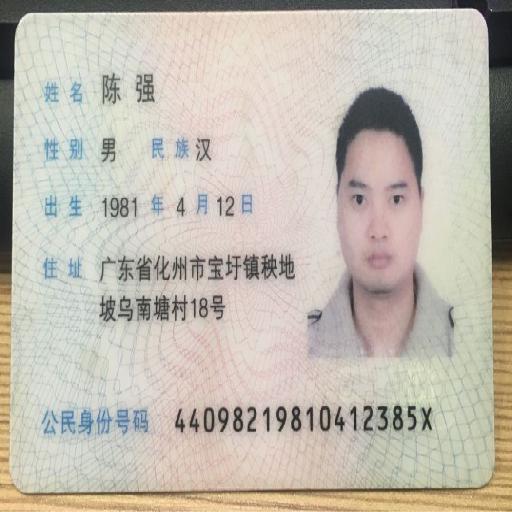 姓名 陈强
性别 男 民族 汉
出生 1981 年 4 月 12 日
住址 广东省化州市宝圩镇秧地
坡乌南塘村18号
公民身份号码 44098219810412385X